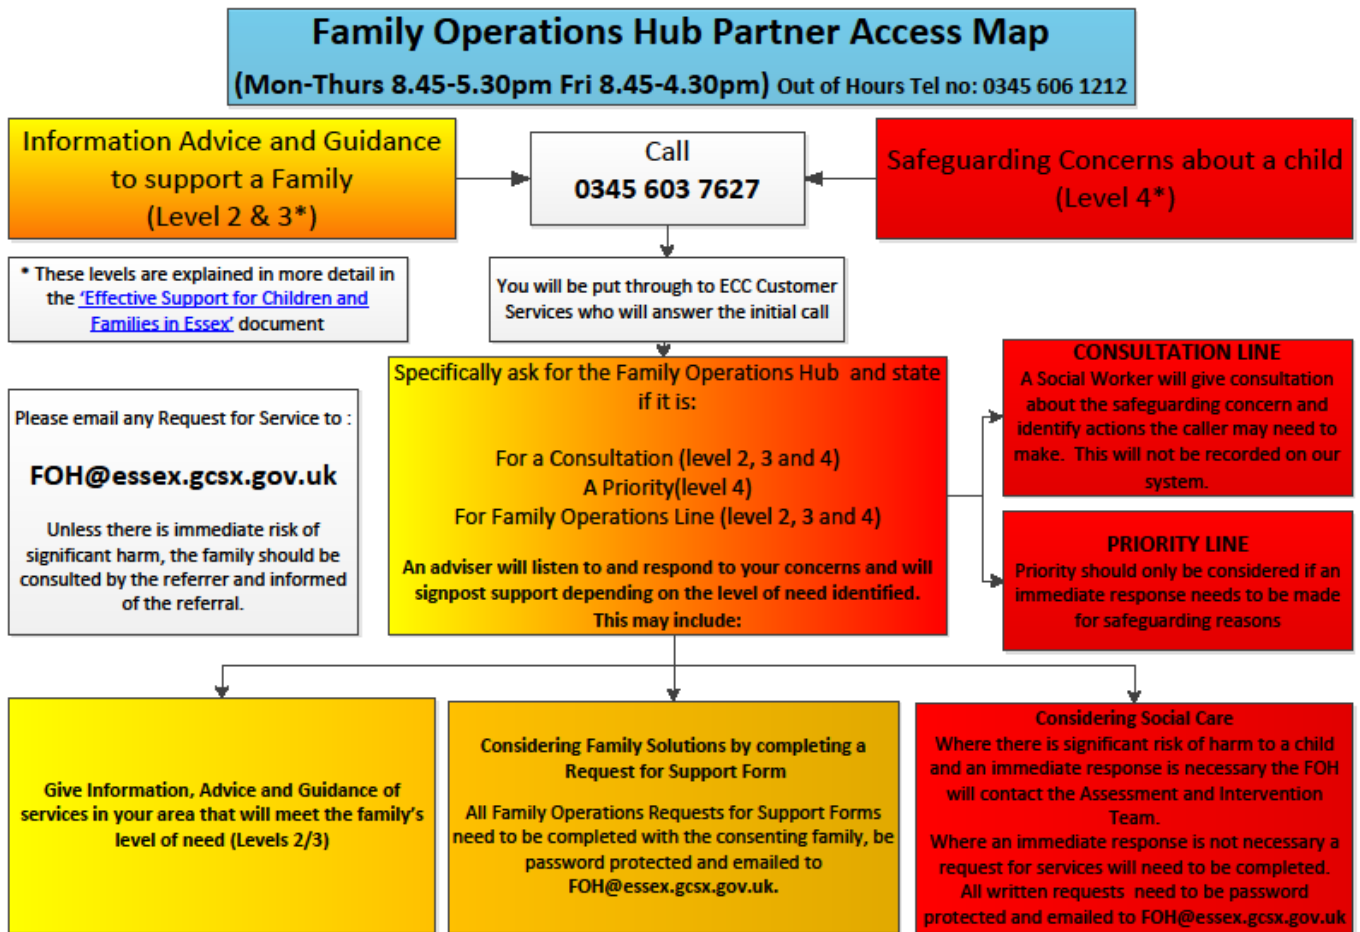 Family Operations Hub Partner Access Map
(Mon-Thurs 8.45-5.30pm Fri 8.45-4.30pm) Out of Hours Tel no: 0345 606 1212
Information Advice and Guidance
to support a Family
(Level 2 & 3*)
Call
0345 603 7627
Safeguarding Concerns about a child
(Level 4*)
* These levels are explained in more detail in
the 'Effective Support for Children and
Families in Essex' document
You will be put through to ECC Customer
Services who will answer the initial call
Please email any Request for Service to :
FOH@essex.gcsx.gov.uk
Unless there is immediate risk of
significant harm, the family should be
consulted by the referrer and informed
of the referral.
Specifically ask for the Family Operations Hub and state
if it is:
For a Consultation (level 2, 3 and 4)
A Priority(level 4)
For Family Operations Line (level 2, 3 and 4)
An adviser will listen to and respond to your concerns and will
signpost support depending on the level of need identified.
This may include:
CONSULTATION LINE
A Social Worker will give consultation
about the safeguarding concern and
identify actions the caller may need to
make. This will not be recorded on our
system.
PRIORITY LINE
Priority should only be considered if an
immediate response needs to be made
for safeguarding reasons
Give Information, Advice and Guidance of
services in your area that will meet the family's
level of need (Levels 2/3)
Considering Family Solutions by completing a
Request for Support Form
All Family Operations Requests for Support Forms
need to be completed with the consenting family, be
password protected and emailed to
FOH@essex.gcsx.gov.uk.
Considering Social Care
Where there is significant risk of harm to a child
and an immediate response is necessary the FOH
will contact the Assessment and Intervention
Team.
Where an immediate response is not necessary a
request for services will need to be completed.
All written requests need to be password
protected and emailed to FOH@essex.gcsx.gov.uk